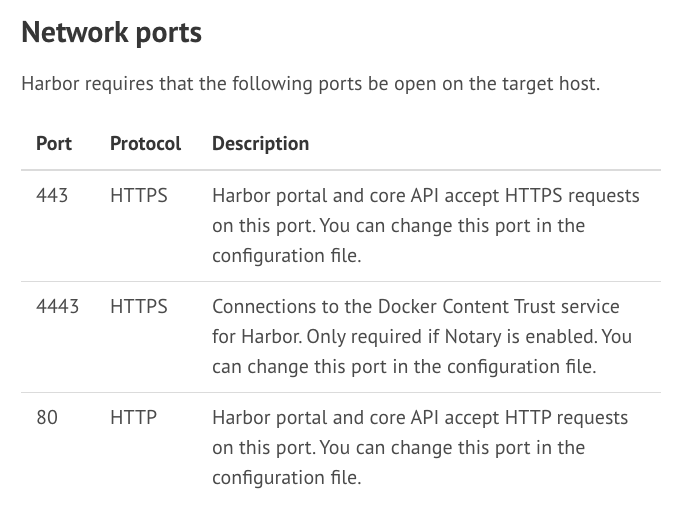 Network ports
Harbor requires that the following ports be open on the target host.
Port Protocol Description
443 HTTPS Harbor portal and core API accept HTTPS requests
on this port. You can change this port in the
configuration file.
4443 HTTPS Connections to the Docker Content Trust service
for Harbor. Only required if Notary is enabled. You
can change this port in the configuration file.
80 HTTP Harbor portal and core API accept HTTP requests
on this port. You can change this port in the
configuration file.